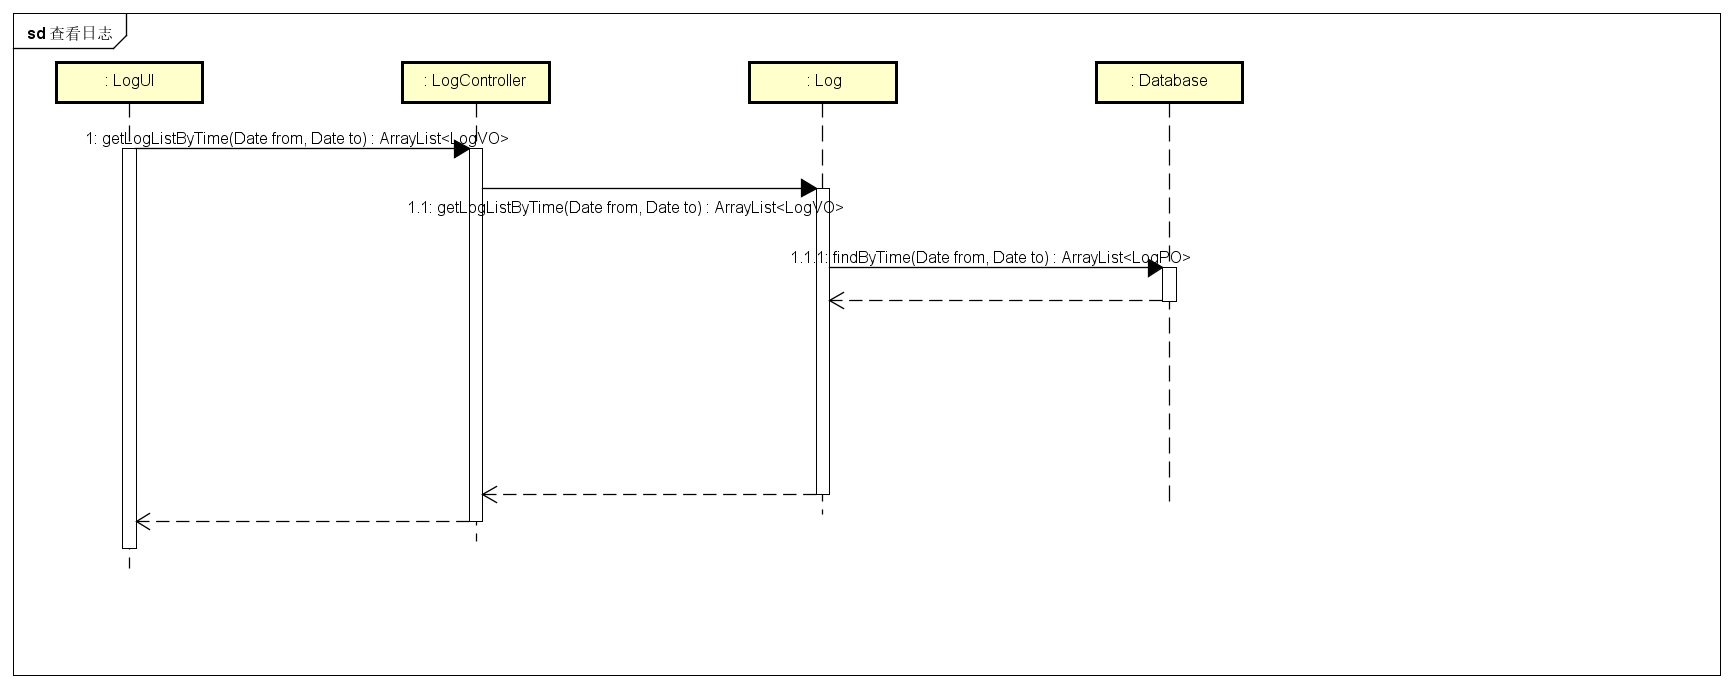 sd 查看日志
: LogUI
: LogController
: Log
: Database
1: getLogListByTime(Date from, Date to) : ArrayList<LogVO>
1.1: getLogListByTime(Date from, Date to) : ArrayList<LogVO>
1.1.1: findByTime(Date from, Date to) : ArrayList<LogPO>